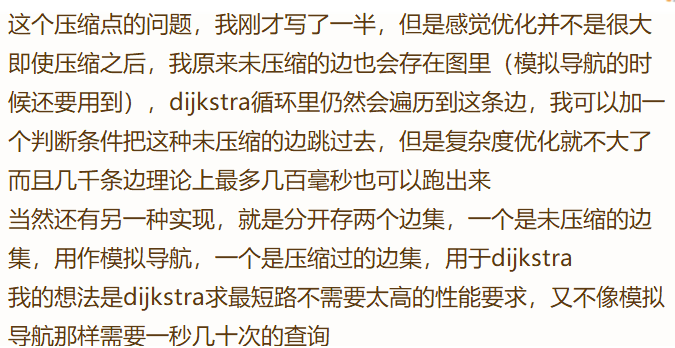 这个压缩点的问题，我刚才写了一半，但是感觉优化并不是很大
即使压缩之后，我原来未压缩的边也会存在图里（模拟导航的时
候还要用到），dijkstra循环里仍然会遍历到这条边，我可以加一
个判断条件把这种未压缩的边跳过去，但是复杂度优化就不大了
而且几千条边理论上最多几百毫秒也可以跑出来
当然还有另一种实现，就是分开存两个边集，一个是未压缩的边
集，用作模拟导航，一个是压缩过的边集，用于dijkstra
我的想法是dijkstra求最短路不需要太高的性能要求，又不像模拟
导航那样需要一秒几十次的查询